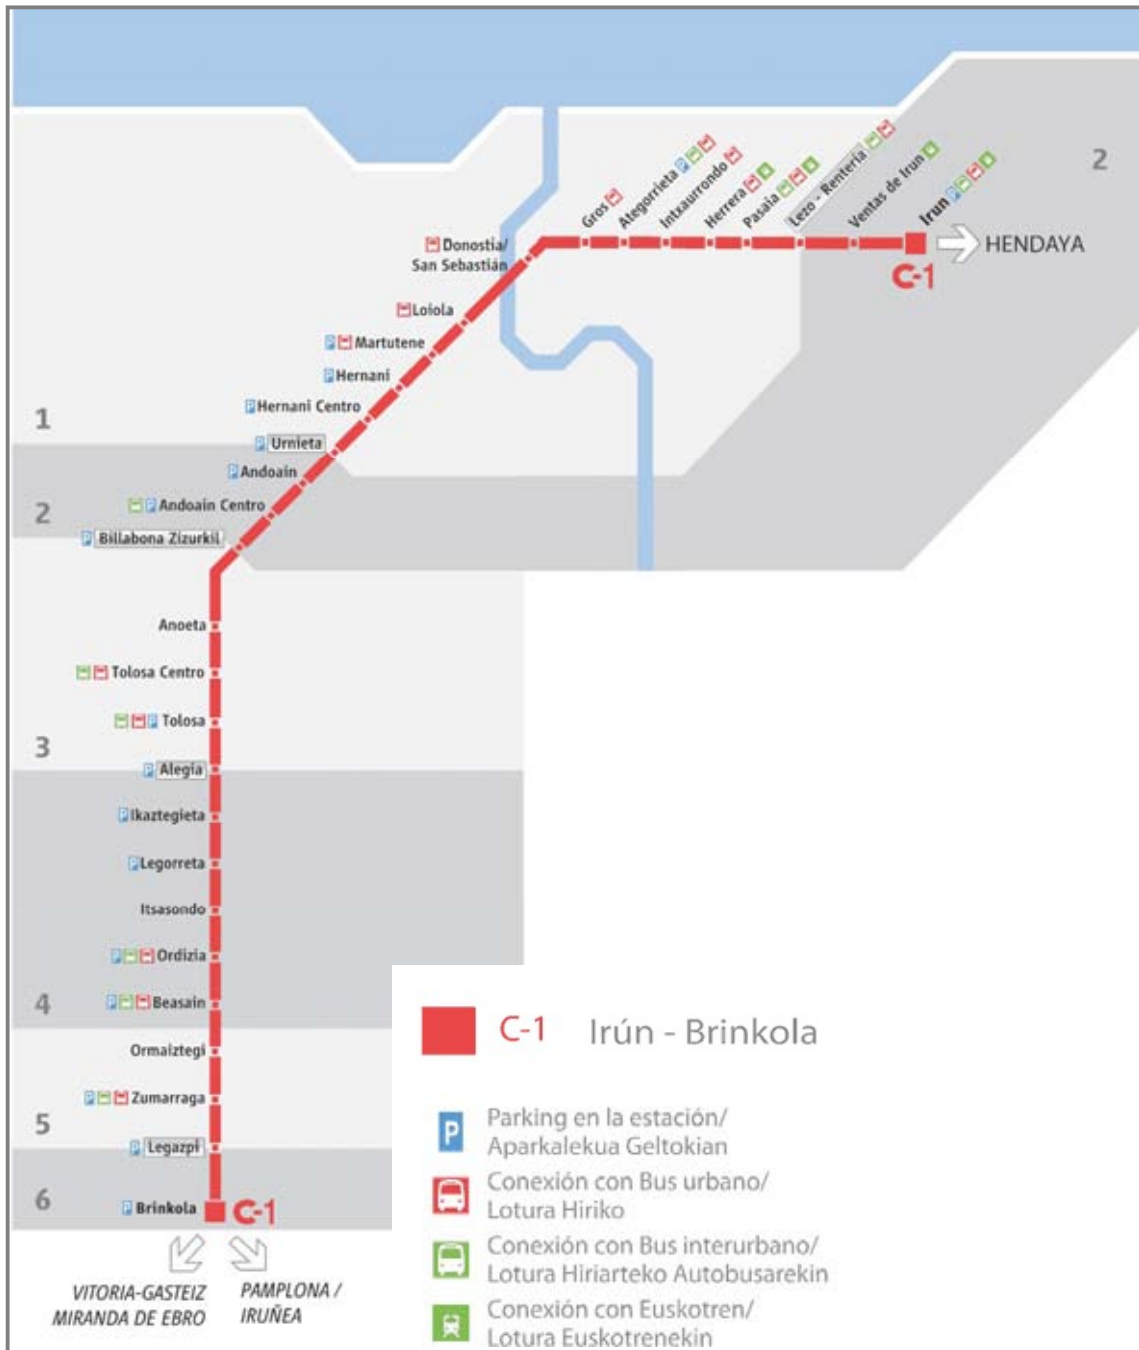 Gros
Ategorrieta
Intxaurrondo
Herrera
Pasaia
Lezo - Rentería
Ventas de Irun
Irun
2
HENDAYA
C-1
Donostia/
San Sebastián
Loiola
Martutene
Hernani
Hernani Centro
1
Urnieta
Andoain
Andoain Centro
2
Billabona Zizurkil
Anoeta
Tolosa Centro
Tolosa
3
Alegia
Ikaztegieta
Legorreta
Itsasondo
Ordizia
4
Beasain
Ormaiztegi
Zumarraga
5
Legazpi
6
Brinkola
C-1
VITORIA-GASTEIZ
MIRANDA DE EBRO
PAMPLONA /
IRUÑEA
C-1 Irún - Brinkola
P
Parking en la estación/
Aparkalekua Geltokian
Conexión con Bus urbano/
Lotura Hiriko
Conexión con Bus interurbano/
Lotura Hiriarteko Autobusarekin
Conexión con Euskotren/
Lotura Euskotrenekin